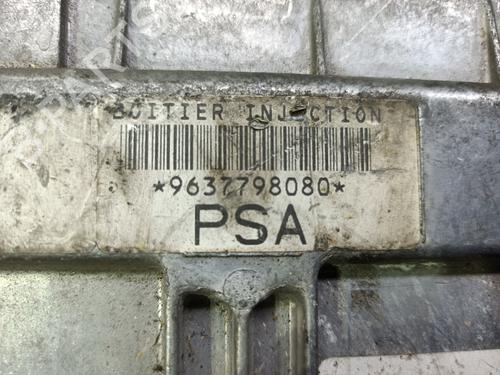 BOITIER INJECTION
*9637798080*
PSA